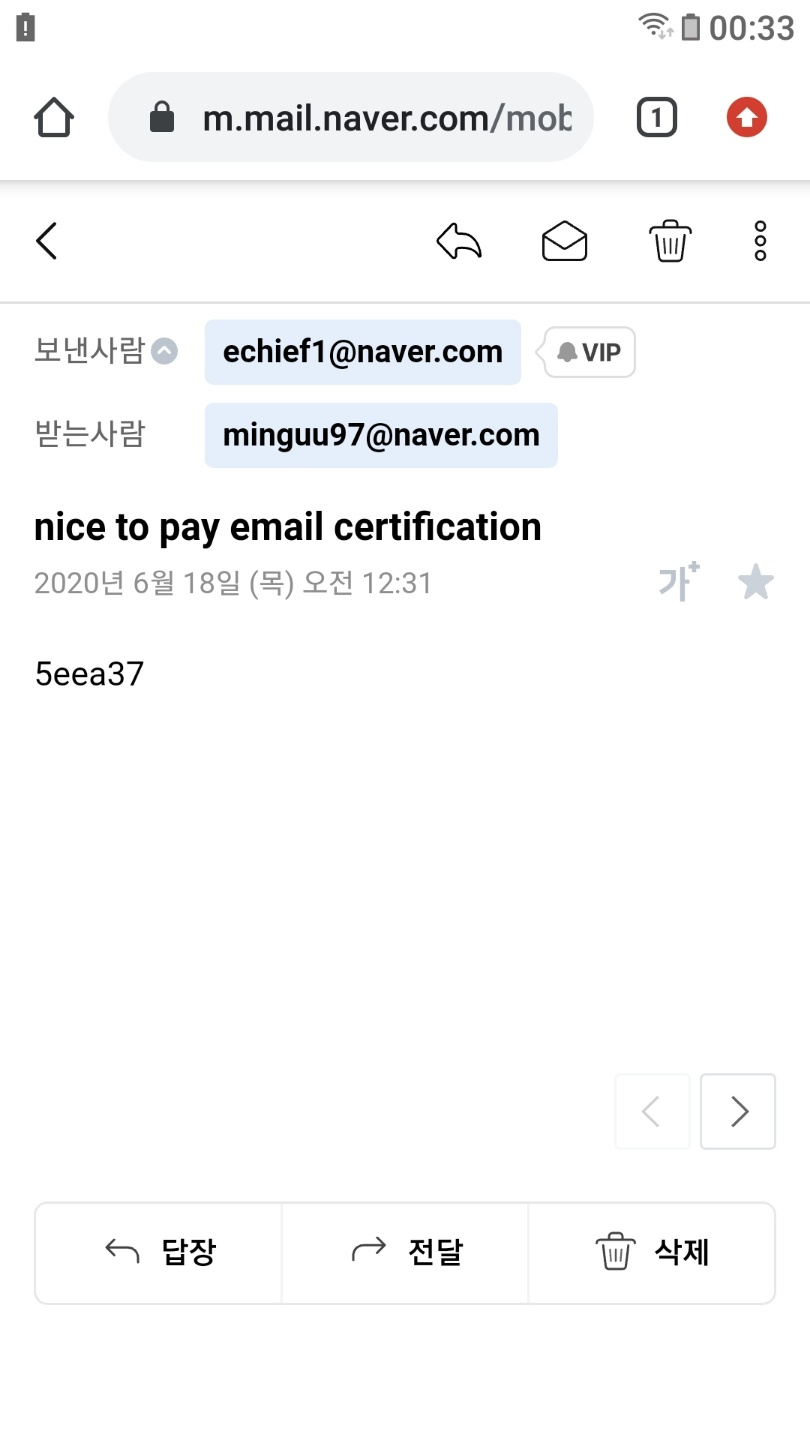 00:33
m.mail.naver.com/mob
1
보낸사람 echief1@naver.com VIP
받는사람 minguu97@naver.com
nice to pay email certification
2020년 6월 18일 (목) 오전 12:31 가+
5eea37
답장 전달 삭제